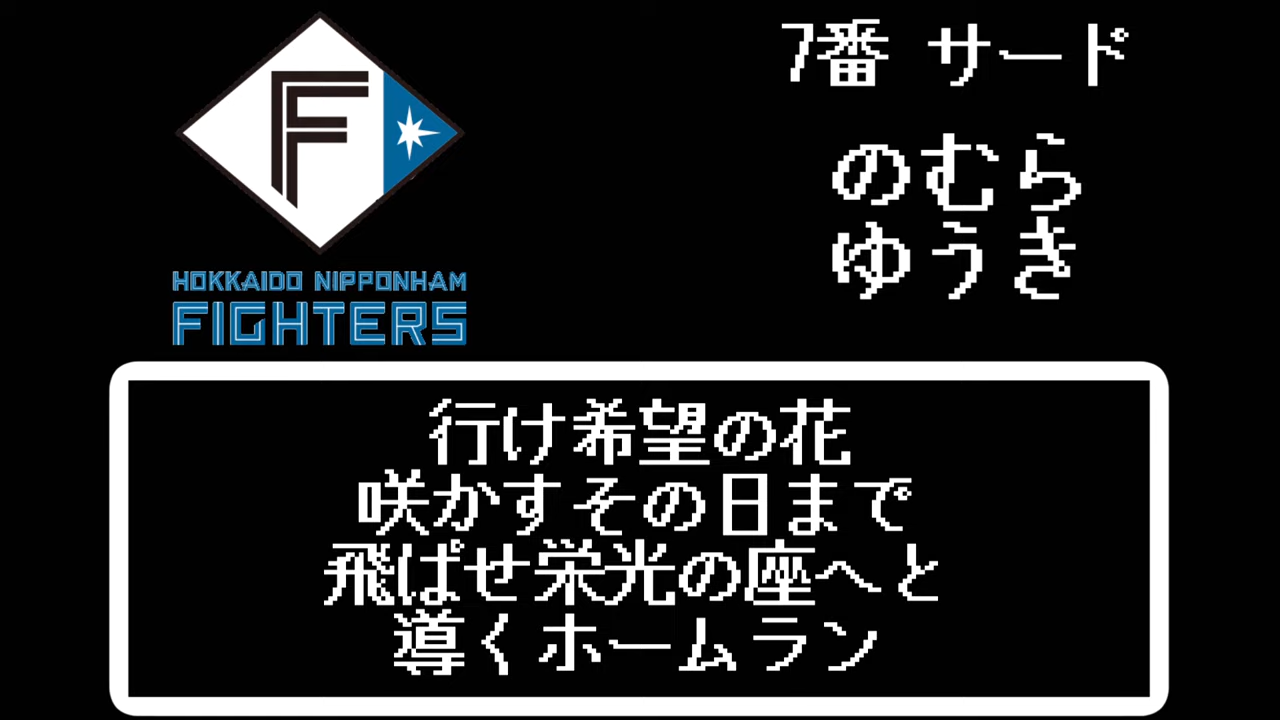 F
HOKKAIDO NIPPONHAM
FIGHTERS
7番 サード
のむら
ゆうき
行け希望の花
咲かすその日まで
飛ばせ栄光の座へと
導くホームラン